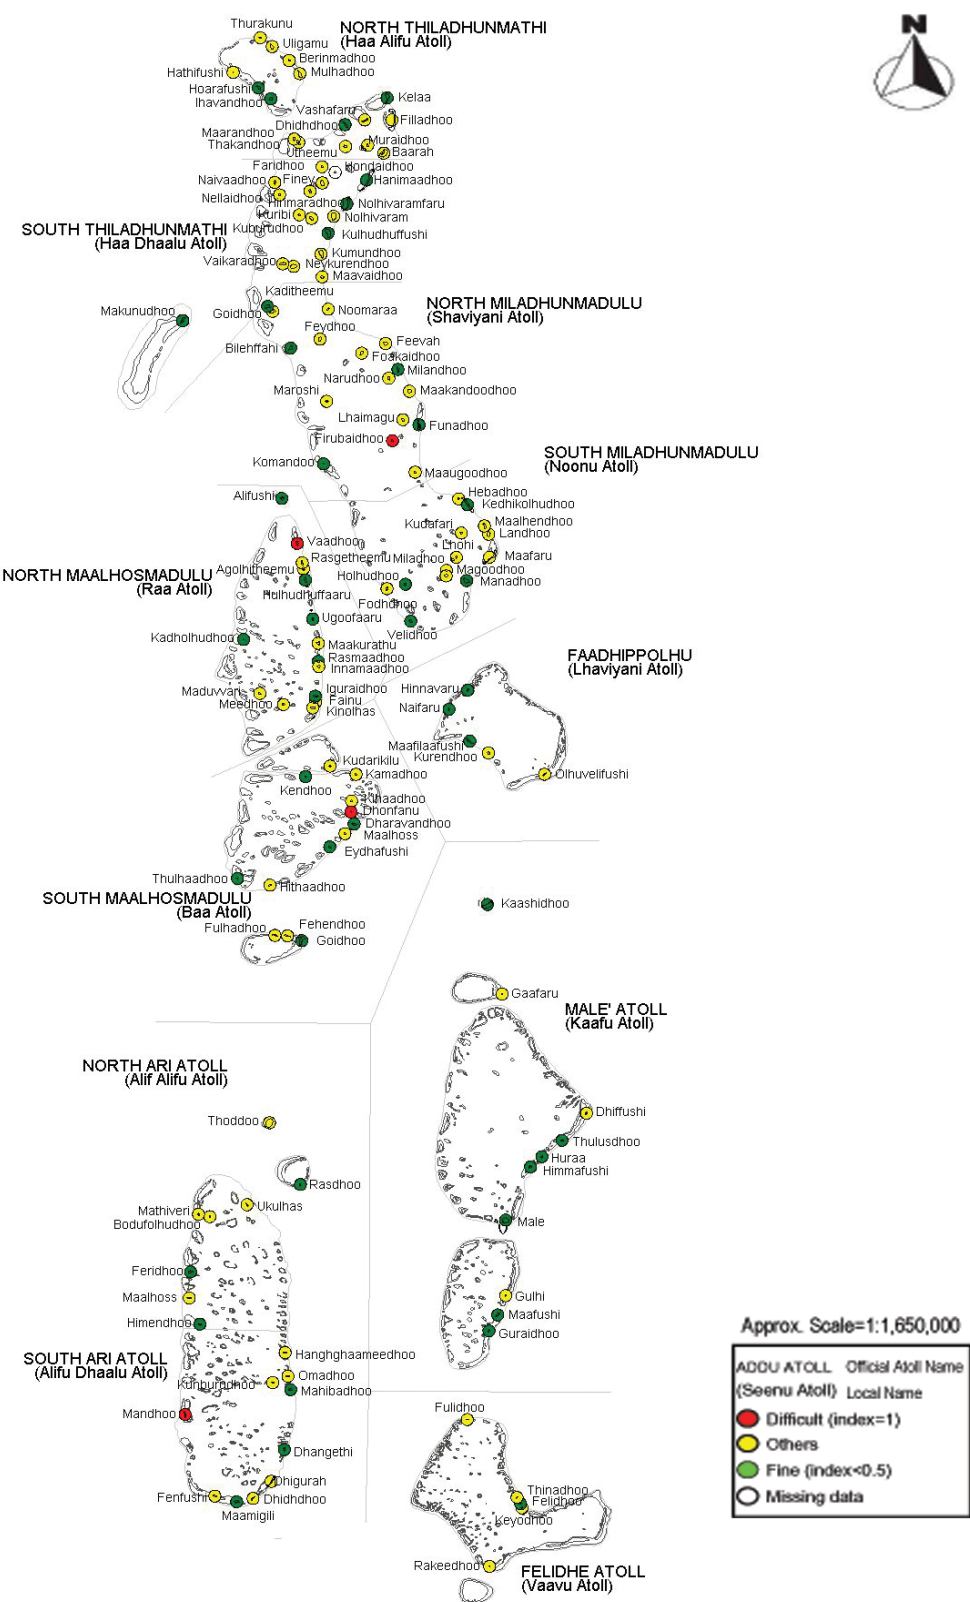 N
NORTH THILADHUNMATHI
(Haa Alifu Atoll)
Thurakunu
Uligamu
Berinmadhoo
Hathifushi
Mulhadhoo
Hoarafushi
Ihavandhoo
Kelaa
Vashafaru
Filladhoo
Dhidhdhoo
Maarandhoo
Thakandhoo
Muraidhoo
Utheemu
Baarah
Faridhoo
Hondaidhoo
Naivaadhoo
Finey
Hanimaadhoo
Nellaidhoo
Hirimaradhoo
Nolhivaramfaru
Kuribi
Nolhivaram
SOUTH THILADHUNMATHI
(Haa Dhaalu Atoll)
Kuburudhoo
Kulhudhuffushi
Kumundhoo
Vaikaradhoo
Neykurendhoo
Maavaidhoo
Kaditheemu
NORTH MILADHUNMADULU
(Shaviyani Atoll)
Makunudhoo
Goidhoo
Noomaraa
Feydhoo
Feevah
Bilehffahi
Foakaidhoo
Milandhoo
Narudhoo
Maroshi
Maakandoodhoo
Lhaimagu
Funadhoo
Firubaidhoo
SOUTH MILADHUNMADULU
(Noonu Atoll)
Komandoo
Maaugoodhoo
Alifushi
Hebadhoo
Kedhikolhudhoo
Kudafari
Maalhendhoo
Landhoo
Vaadhoo
Lhohi
Rasgetheemu
Miladhoo
Maafaru
NORTH MAALHOSMADULU
(Raa Atoll)
Agolhitheemu
Magoodhoo
Holhudhoo
Manadhoo
Hulhudhuffaaru
Fodhdhoo
Ugoofaaru
Velidhoo
Kadholhudhoo
Maakurathu
Rasmaadhoo
Innamaadhoo
FAADHIPPOLHU
(Lhaviyani Atoll)
Maduvvari
Iguraidhoo
Hinnavaru
Meedhoo
Fainu
Naifaru
Kinolhas
Maafilaafushi
Kurendhoo
Kudarikilu
Kamadhoo
Olhuvelifushi
Kendhoo
Kihaadhoo
Dhonfanu
Dharavandhoo
Maalhoss
Eydhafushi
Thulhaadhoo
Hithaadhoo
SOUTH MAALHOSMADULU
(Baa Atoll)
Kaashidhoo
Fulhadhoo
Fehendhoo
Goidhoo
Gaafaru
MALE' ATOLL
(Kaafu Atoll)
NORTH ARI ATOLL
(Alif Alifu Atoll)
Thoddoo
Dhiffushi
Thulusdhoo
Huraa
Himmafushi
Rasdhoo
Ukulhas
Mathiveri
Bodufolhudhoo
Male
Feridhoo
Maalhoss
Gulhi
Himendhoo
Maafushi
Guraidhoo
SOUTH ARI ATOLL
(Alifu Dhaalu Atoll)
Hanghghaameedhoo
Omadhoo
Kunburudhoo
Mahibadhoo
Mandhoo
Fulidhoo
Dhangethi
Dhigurah
Fenfushi
Dhidhdhoo
Maamigili
Thinadhoo
Felidhoo
Keyodhoo
Rakeedhoo
FELIDHE ATOLL
(Vaavu Atoll)
Approx. Scale=1:1,650,000
ADDU ATOLL Official Atoll Name
(Seenu Atoll) Local Name
Difficult (index=1)
Others
Fine (index<0.5)
Missing data